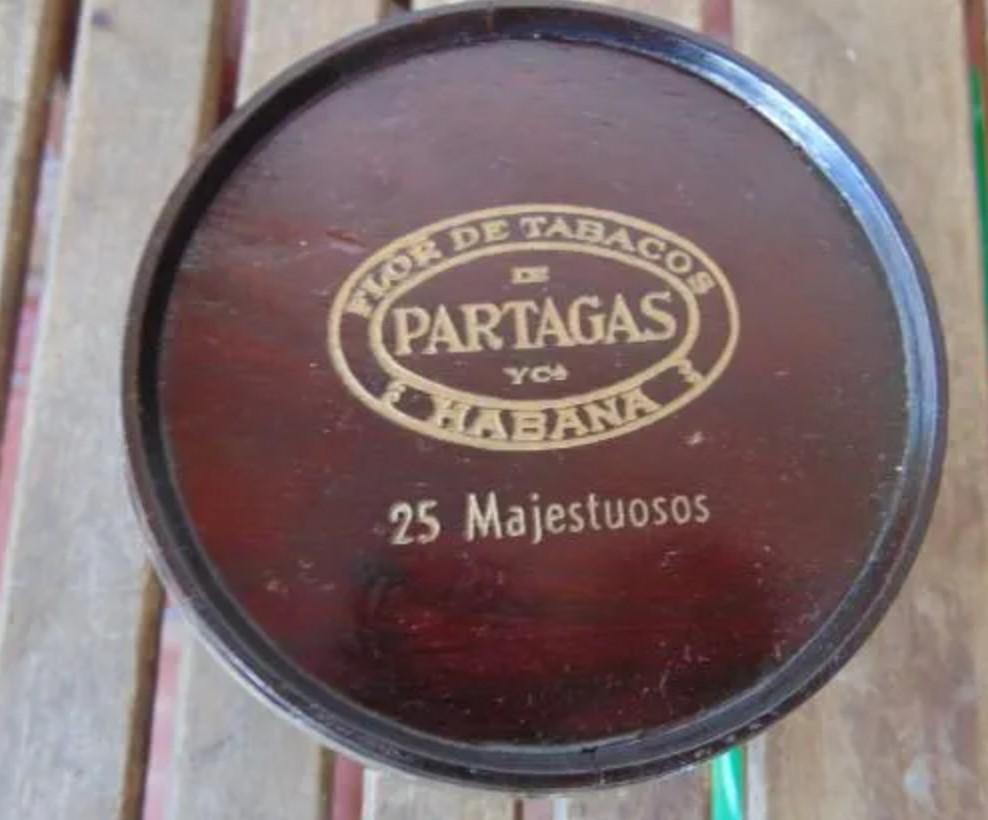 FLOR DE TABACOS
DE
PARTAGAS
Y Cª
HABANA
25 Majestuosos